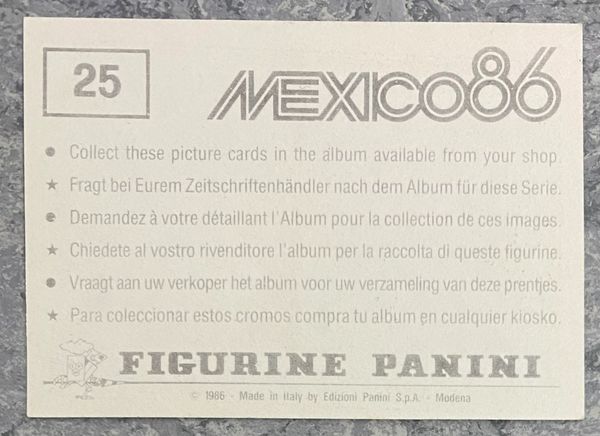 25
MEXICO86
● Collect these picture cards in the album available from your shop.
★ Fragt bei Eurem Zeitschriftenhändler nach dem Album für diese Serie.
● Demandez à votre détaillant l'Album pour la collection de ces images.
★ Chiedete al vostro rivenditore l'album per la raccolta di queste figurine.
● Vraagt aan uw verkoper het album voor uw verzameling van deze prentjes.
★ Para coleccionar estos cromos compra tu album en cualquier kiosko.
FIGURINE PANINI
© 1986 - Made in Italy by Edizioni Panini S.p.A. - Modena